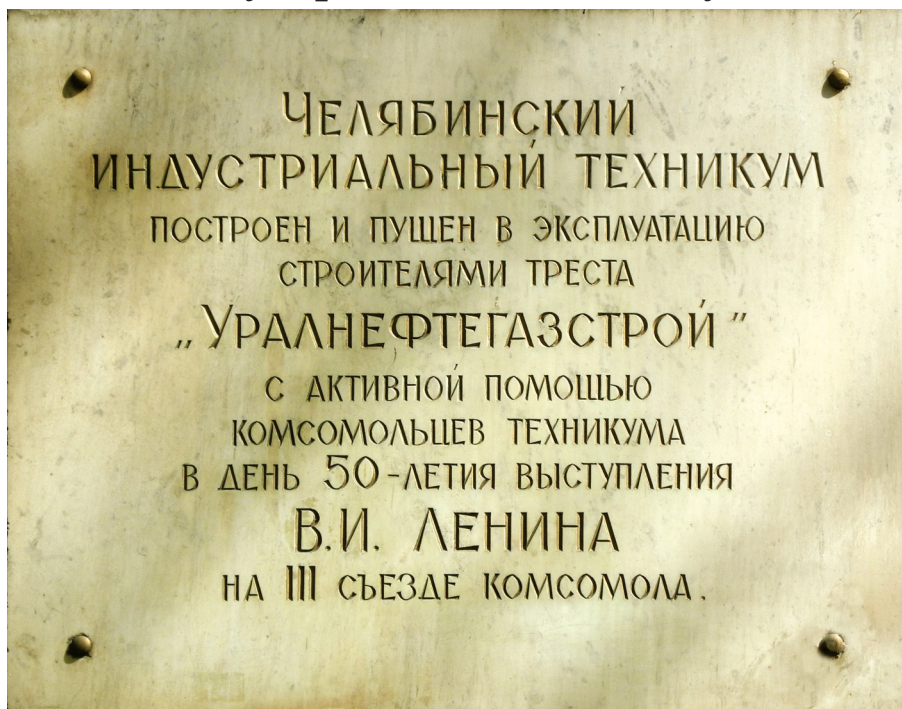 Челябинский
индустриальный техникум
построен и пущен в эксплуатацию
строителями треста
„Уралнефтегазстрой"
с активной помощью
комсомольцев техникума
в день 50-летия выступления
В.И. Ленина
на III съезде комсомола.